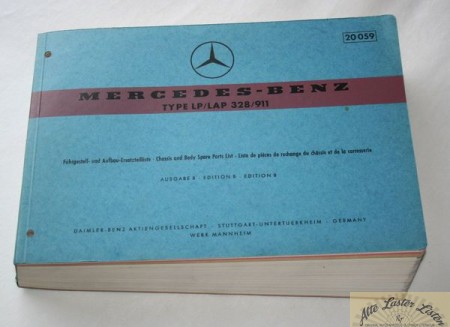 20 059
MERCEDES-BENZ
TYPE LP/LAP 328/911
Fahrgestell- und Aufbau-Ersatzteilliste · Chassis and Body Spare Parts List · Liste de pièces de rechange du châssis et de la carrosserie
AUSGABE B · EDITION B · EDITION B
DAIMLER-BENZ AKTIENGESELLSCHAFT · STUTTGART-UNTERTUERKHEIM · GERMANY
WERK MANNHEIM
Alte Laster Listen